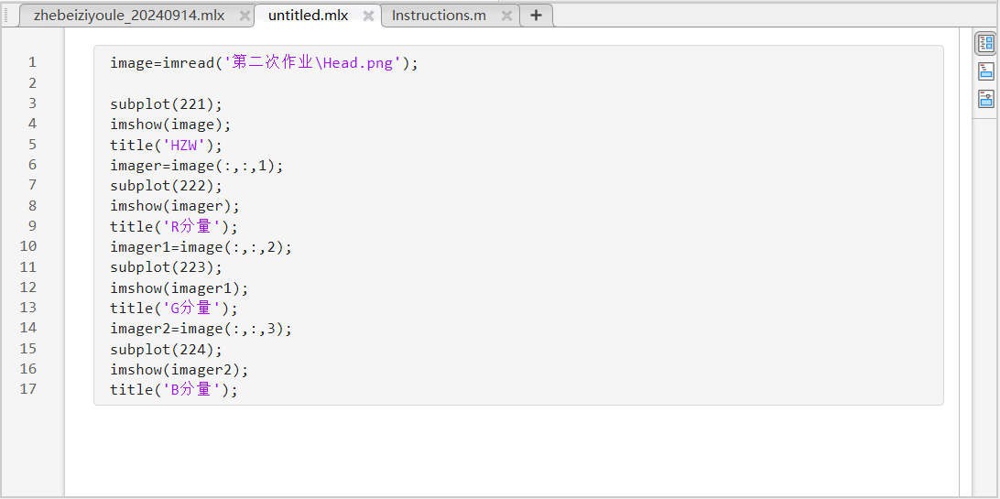 zhebeiziyoule_20240914.mlx untitled.mlx Instructions.m
1 image=imread('第二次作业\Head.png');
2
3 subplot(221);
4 imshow(image);
5 title('HZW');
6 imager=image(:,:,1);
7 subplot(222);
8 imshow(imager);
9 title('R分量');
10 imager1=image(:,:,2);
11 subplot(223);
12 imshow(imager1);
13 title('G分量');
14 imager2=image(:,:,3);
15 subplot(224);
16 imshow(imager2);
17 title('B分量');